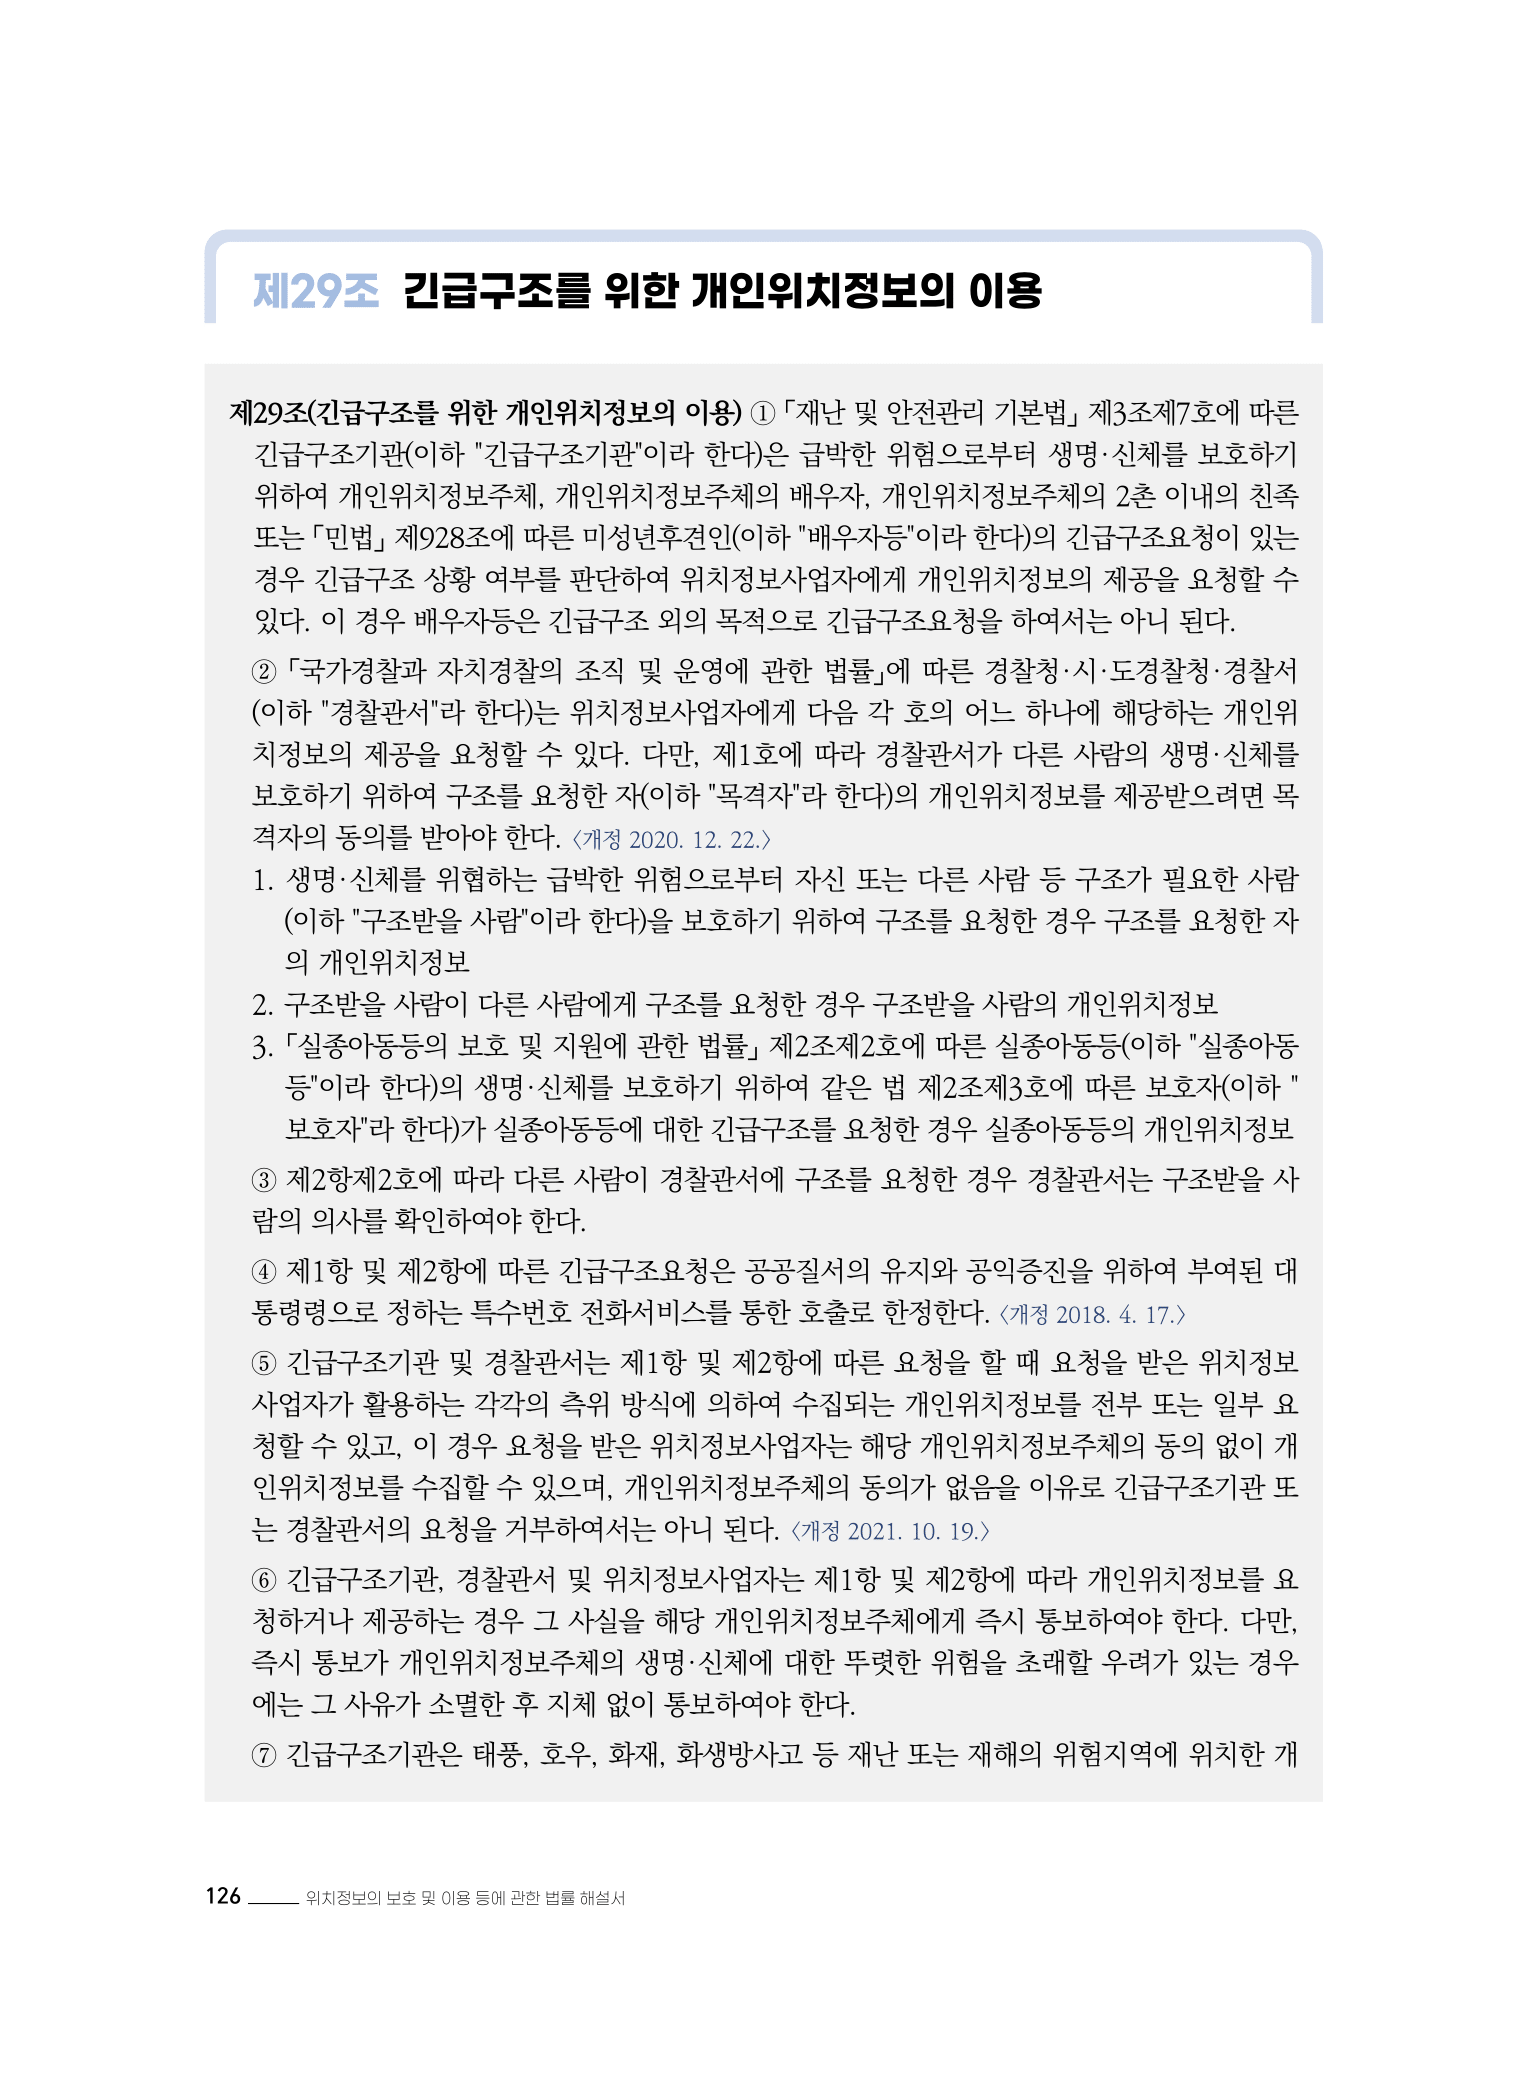 제29조 긴급구조를 위한 개인위치정보의 이용
제29조(긴급구조를 위한 개인위치정보의 이용) ①「재난 및 안전관리 기본법」 제3조제7호에 따른
긴급구조기관(이하 "긴급구조기관"이라 한다)은 급박한 위험으로부터 생명·신체를 보호하기
위하여 개인위치정보주체, 개인위치정보주체의 배우자, 개인위치정보주체의 2촌 이내의 친족
또는「민법」 제928조에 따른 미성년후견인(이하 "배우자등"이라 한다)의 긴급구조요청이 있는
경우 긴급구조 상황 여부를 판단하여 위치정보사업자에게 개인위치정보의 제공을 요청할 수
있다. 이 경우 배우자등은 긴급구조 외의 목적으로 긴급구조요청을 하여서는 아니 된다.
②「국가경찰과 자치경찰의 조직 및 운영에 관한 법률」에 따른 경찰청·시·도경찰청·경찰서
(이하 "경찰관서"라 한다)는 위치정보사업자에게 다음 각 호의 어느 하나에 해당하는 개인위
치정보의 제공을 요청할 수 있다. 다만, 제1호에 따라 경찰관서가 다른 사람의 생명·신체를
보호하기 위하여 구조를 요청한 자(이하 "목격자"라 한다)의 개인위치정보를 제공받으려면 목
격자의 동의를 받아야 한다. 〈개정 2020. 12. 22.〉
1. 생명·신체를 위협하는 급박한 위험으로부터 자신 또는 다른 사람 등 구조가 필요한 사람
(이하 "구조받을 사람"이라 한다)을 보호하기 위하여 구조를 요청한 경우 구조를 요청한 자
의 개인위치정보
2. 구조받을 사람이 다른 사람에게 구조를 요청한 경우 구조받을 사람의 개인위치정보
3.「실종아동등의 보호 및 지원에 관한 법률」 제2조제2호에 따른 실종아동등(이하 "실종아동
등"이라 한다)의 생명·신체를 보호하기 위하여 같은 법 제2조제3호에 따른 보호자(이하 "
보호자"라 한다)가 실종아동등에 대한 긴급구조를 요청한 경우 실종아동등의 개인위치정보
③ 제2항제2호에 따라 다른 사람이 경찰관서에 구조를 요청한 경우 경찰관서는 구조받을 사
람의 의사를 확인하여야 한다.
④ 제1항 및 제2항에 따른 긴급구조요청은 공공질서의 유지와 공익증진을 위하여 부여된 대
통령령으로 정하는 특수번호 전화서비스를 통한 호출로 한정한다. 〈개정 2018. 4. 17.〉
⑤ 긴급구조기관 및 경찰관서는 제1항 및 제2항에 따른 요청을 할 때 요청을 받은 위치정보
사업자가 활용하는 각각의 측위 방식에 의하여 수집되는 개인위치정보를 전부 또는 일부 요
청할 수 있고, 이 경우 요청을 받은 위치정보사업자는 해당 개인위치정보주체의 동의 없이 개
인위치정보를 수집할 수 있으며, 개인위치정보주체의 동의가 없음을 이유로 긴급구조기관 또
는 경찰관서의 요청을 거부하여서는 아니 된다. 〈개정 2021. 10. 19.〉
⑥ 긴급구조기관, 경찰관서 및 위치정보사업자는 제1항 및 제2항에 따라 개인위치정보를 요
청하거나 제공하는 경우 그 사실을 해당 개인위치정보주체에게 즉시 통보하여야 한다. 다만,
즉시 통보가 개인위치정보주체의 생명·신체에 대한 뚜렷한 위험을 초래할 우려가 있는 경우
에는 그 사유가 소멸한 후 지체 없이 통보하여야 한다.
⑦ 긴급구조기관은 태풍, 호우, 화재, 화생방사고 등 재난 또는 재해의 위험지역에 위치한 개
126 위치정보의 보호 및 이용 등에 관한 법률 해설서